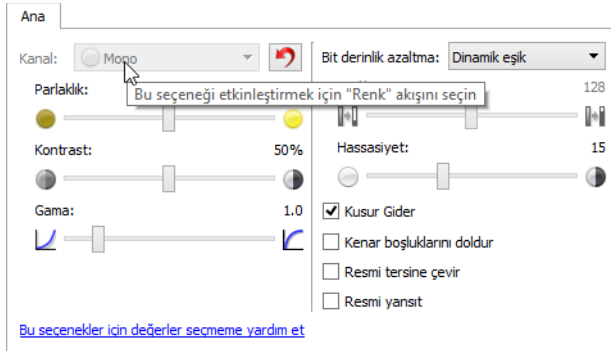 Ana
Kanal:
Mono
Bit derinlik azaltma:
Dinamik eşik
Parlaklık:
Bu seçeneği etkinleştirmek için "Renk" akışını seçin
128
Kontrast:
50%
Hassasiyet:
15
Gama:
1.0
Kusur Gider
Kenar boşluklarını doldur
Resmi tersine çevir
Resmi yansıt
Bu seçenekler için değerler seçmeme yardım et